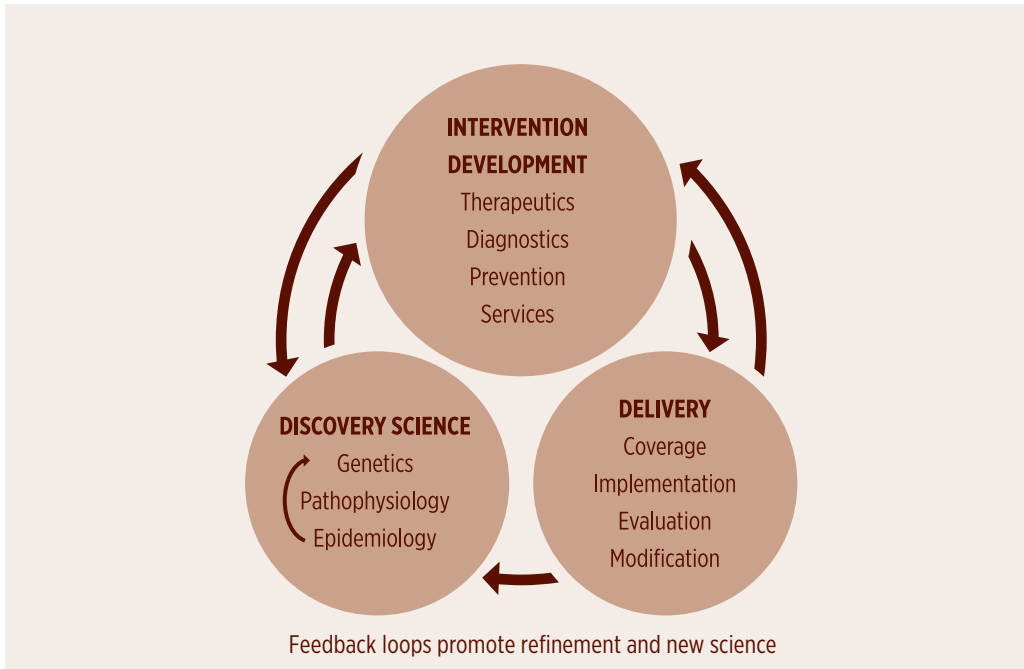 INTERVENTION
DEVELOPMENT
Therapeutics
Diagnostics
Prevention
Services
DISCOVERY SCIENCE
Genetics
Pathophysiology
Epidemiology
DELIVERY
Coverage
Implementation
Evaluation
Modification
Feedback loops promote refinement and new science